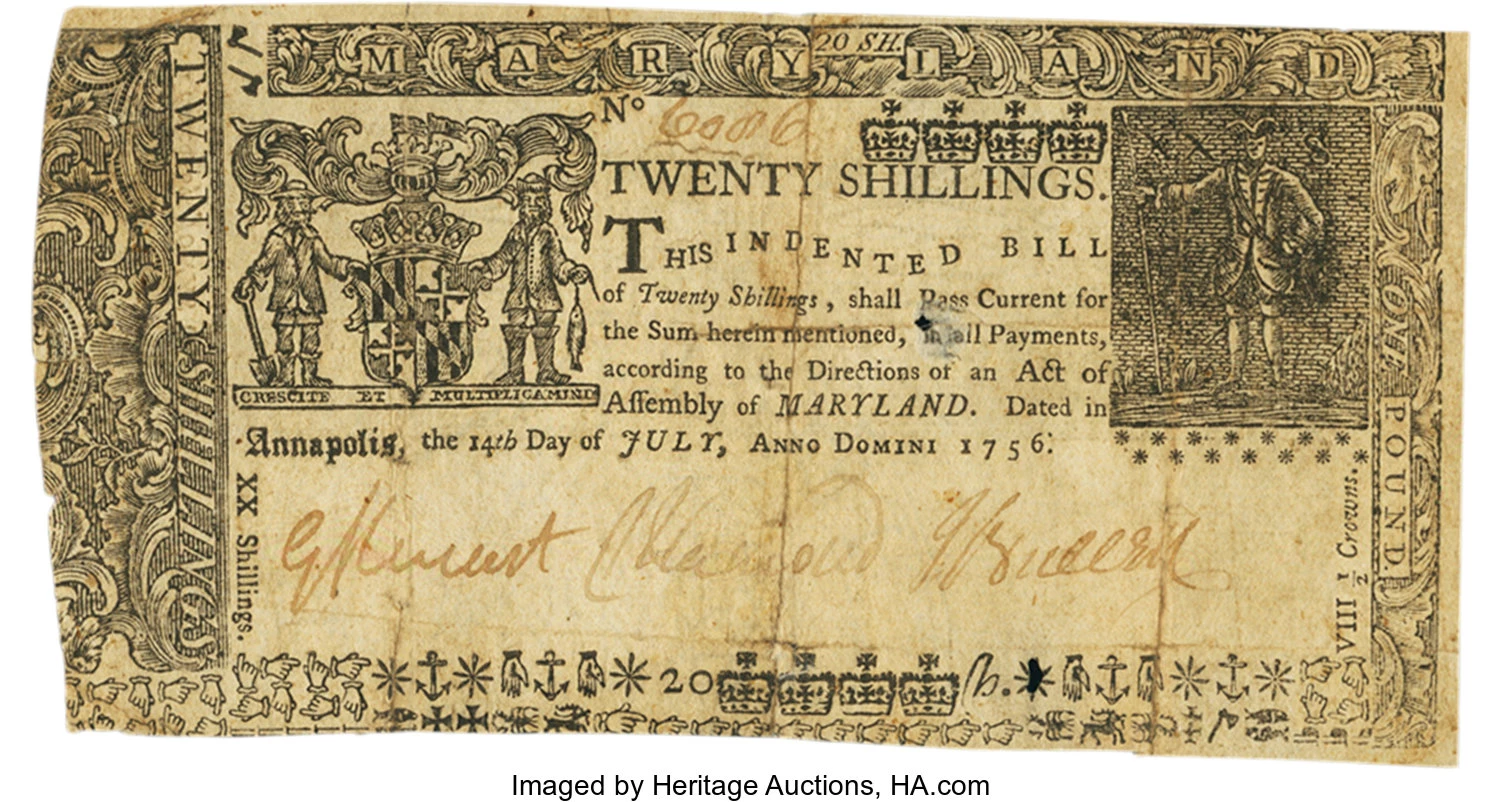 MARYLAND
20 SH.
TWENTY SHILLINGS
No 6086
TWENTY SHILLINGS.
THIS INDENTED BILL
of Twenty Shillings, shall Pass Current for
the Sum herein mentioned, in all Payments,
according to the Directions of an Act of
Assembly of MARYLAND. Dated in
Annapolis, the 14th Day of JULY, ANNO DOMINI 1756.
CRESCITE ET MULTIPLICAMINI
XX S
ONE POUND.
XX Shillings.
VIII 1/2 Crowns.
20 sh.
Imaged by Heritage Auctions, HA.com